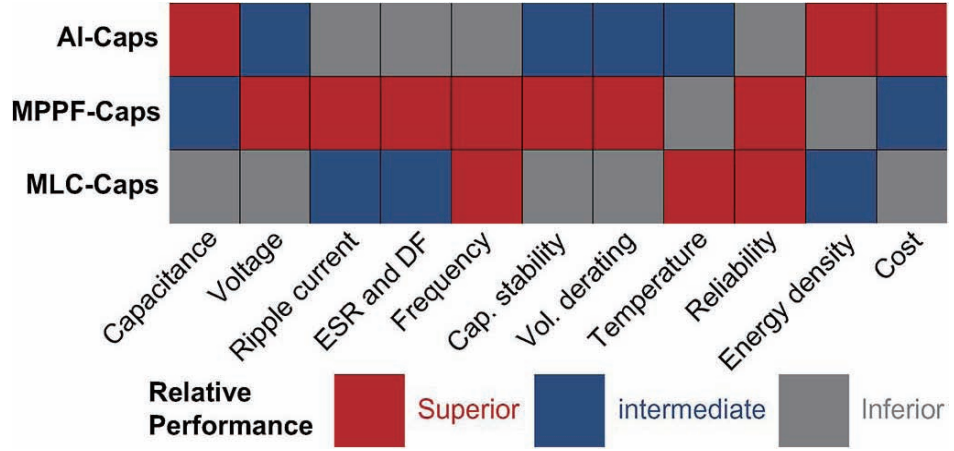 Al-Caps
MPPF-Caps
MLC-Caps
Capacitance
Voltage
Ripple current
ESR and DF
Frequency
Cap. stability
Vol. derating
Temperature
Reliability
Energy density
Cost
Relative
Performance
Superior
intermediate
Inferior